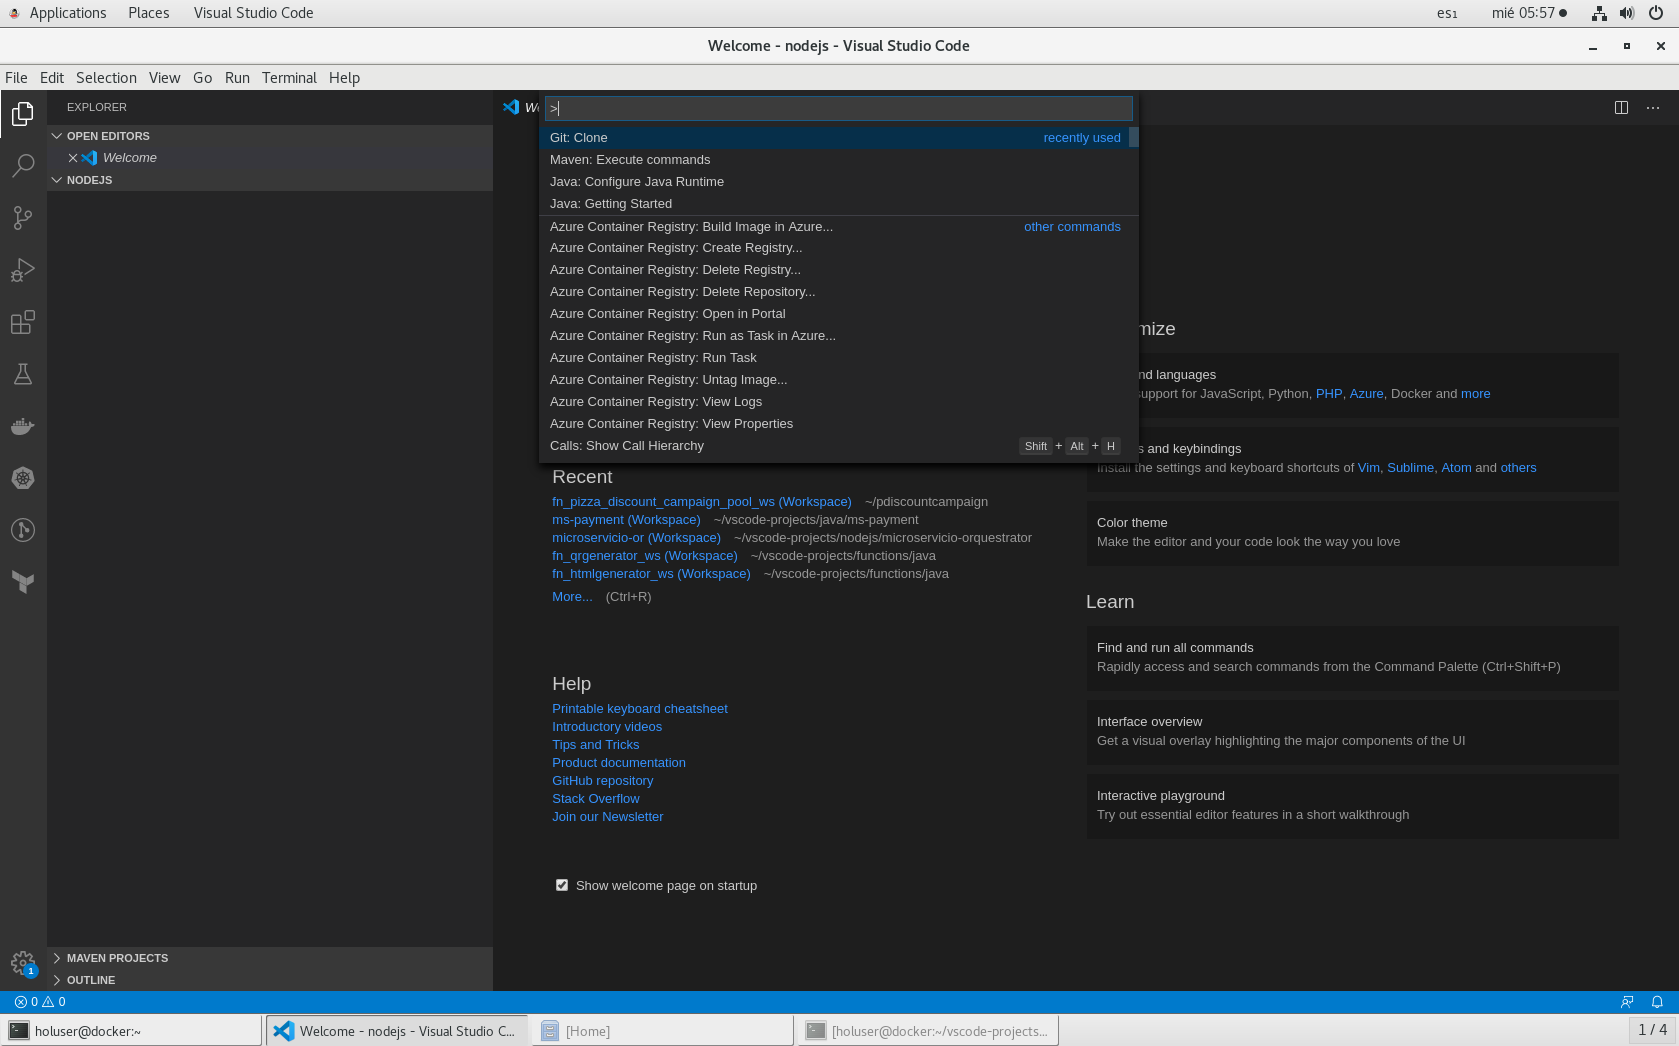 Applications Places Visual Studio Code es1 mié 05:57
Welcome - nodejs - Visual Studio Code
File Edit Selection View Go Run Terminal Help
EXPLORER
OPEN EDITORS
Welcome
NODEJS
>
Git: Clone recently used
Maven: Execute commands
Java: Configure Java Runtime
Java: Getting Started
Azure Container Registry: Build Image in Azure... other commands
Azure Container Registry: Create Registry...
Azure Container Registry: Delete Registry...
Azure Container Registry: Delete Repository...
Azure Container Registry: Open in Portal
Azure Container Registry: Run as Task in Azure...
Azure Container Registry: Run Task
Azure Container Registry: Untag Image...
Azure Container Registry: View Logs
Azure Container Registry: View Properties
Calls: Show Call Hierarchy Shift + Alt + H
Recent
fn_pizza_discount_campaign_pool_ws (Workspace) ~/pdiscountcampaign
ms-payment (Workspace) ~/vscode-projects/java/ms-payment
microservicio-or (Workspace) ~/vscode-projects/nodejs/microservicio-orquestrator
fn_qrgenerator_ws (Workspace) ~/vscode-projects/functions/java
fn_htmlgenerator_ws (Workspace) ~/vscode-projects/functions/java
More... (Ctrl+R)
Help
Printable keyboard cheatsheet
Introductory videos
Tips and Tricks
Product documentation
GitHub repository
Stack Overflow
Join our Newsletter
Show welcome page on startup
mize
nd languages
upport for JavaScript, Python, PHP, Azure, Docker and more
s and keybindings
Install the settings and keyboard shortcuts of Vim, Sublime, Atom and others
Color theme
Make the editor and your code look the way you love
Learn
Find and run all commands
Rapidly access and search commands from the Command Palette (Ctrl+Shift+P)
Interface overview
Get a visual overlay highlighting the major components of the UI
Interactive playground
Try out essential editor features in a short walkthrough
MAVEN PROJECTS
OUTLINE
1
0 0
holuser@docker:~ Welcome - nodejs - Visual Studio C... [Home] [holuser@docker:~/vscode-projects... 1 / 4